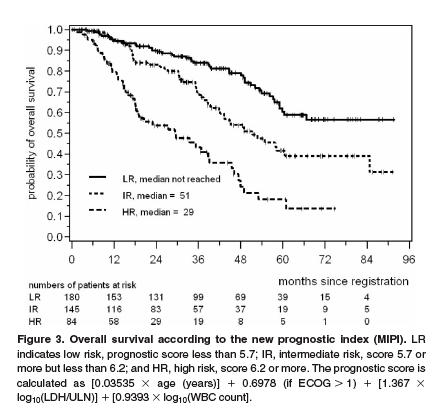 probability of overall survival
1.0
0.9
0.8
0.7
0.6
0.5
0.4
0.3
0.2
0.1
0.0
LR, median not reached
IR, median = 51
HR, median = 29
0 12 24 36 48 60 72 84 96
numbers of patients at risk months since registration
LR 180 153 131 99 69 39 15 4
IR 145 116 83 57 37 19 9 5
HR 84 58 29 19 8 5 1 0
Figure 3. Overall survival according to the new prognostic index (MIPI). LR
indicates low risk, prognostic score less than 5.7; IR, intermediate risk, score 5.7 or
more but less than 6.2; and HR, high risk, score 6.2 or more. The prognostic score is
calculated as [0.03535 × age (years)] + 0.6978 (if ECOG > 1) + [1.367 ×
log10(LDH/ULN)] + [0.9393 × log10(WBC count].